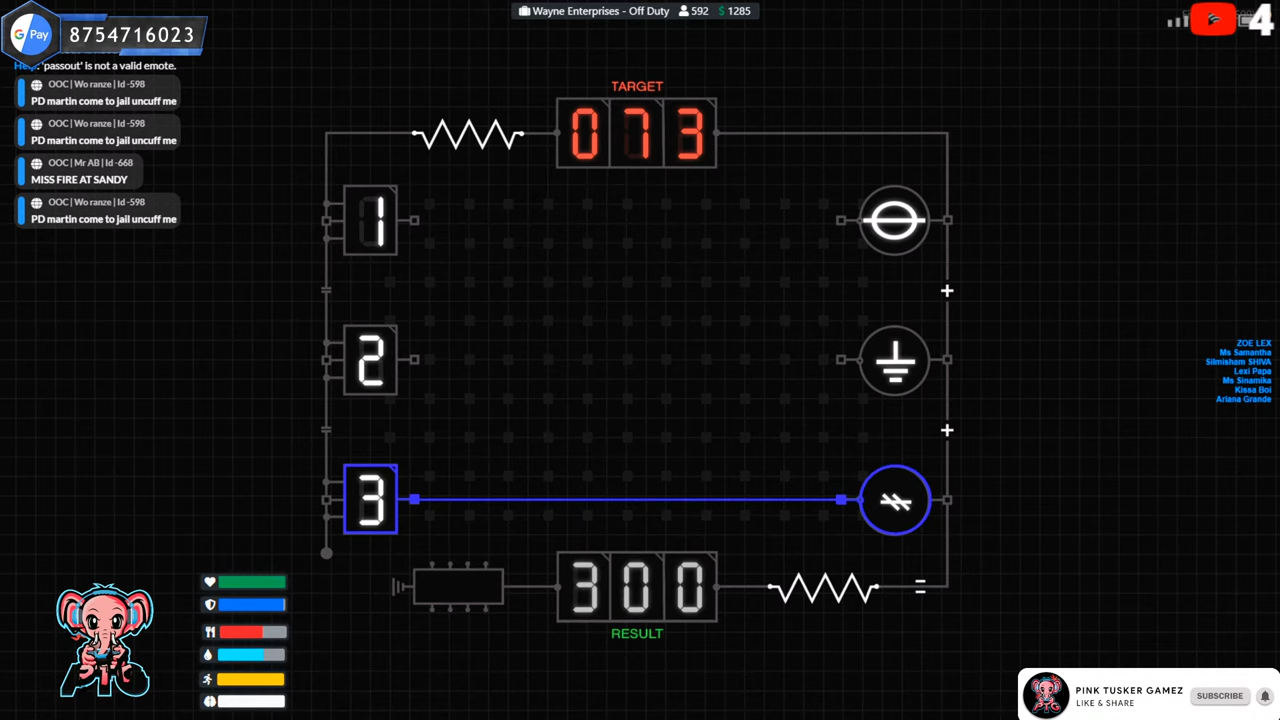 Wayne Enterprises - Off Duty 592 $ 1285
G Pay 8754716023
4
Help: 'passout' is not a valid emote.
OOC | Wo ranze | Id -598
PD martin come to jail uncuff me
OOC | Wo ranze | Id -598
PD martin come to jail uncuff me
OOC | Mr AB | Id -668
MISS FIRE AT SANDY
OOC | Wo ranze | Id -598
PD martin come to jail uncuff me
TARGET
073
1
+
2
+
3
=
300
RESULT
ZOE LEX
Ms Samantha
Silmisham SHIVA
Lexi Papa
Ms Sinamika
Kissa Boi
Ariana Grande
PTG
PINK TUSKER GAMEZ
LIKE & SHARE
SUBSCRIBE